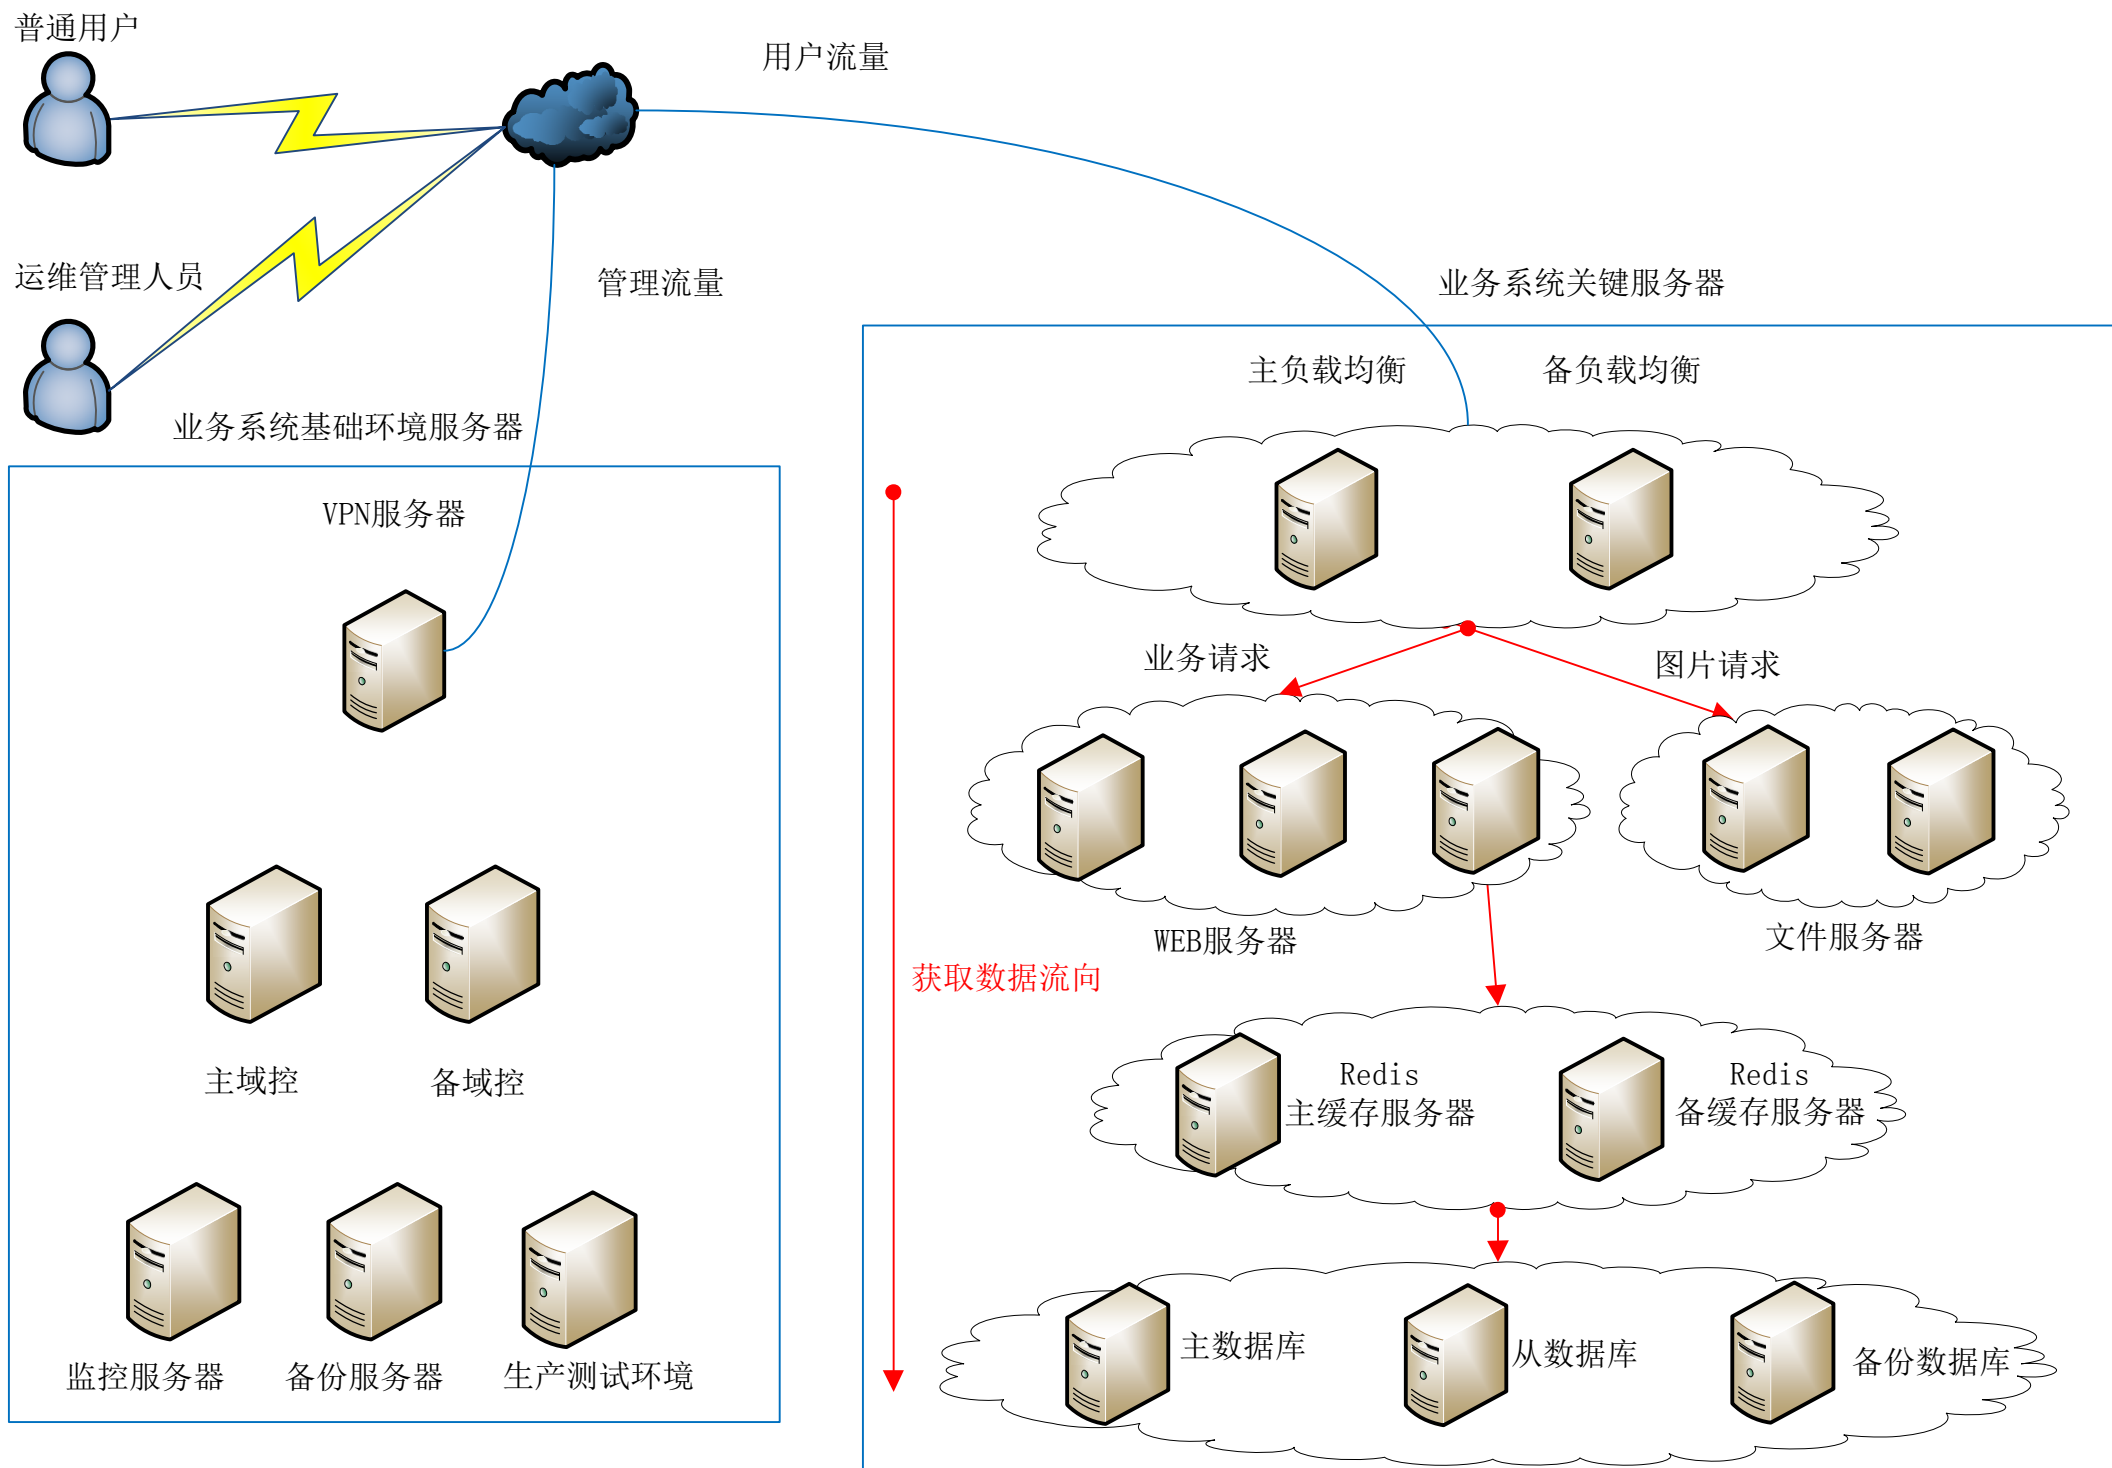 普通用户
用户流量
运维管理人员
管理流量
业务系统关键服务器
主负载均衡
备负载均衡
业务系统基础环境服务器
VPN服务器
业务请求
图片请求
WEB服务器
文件服务器
获取数据流向
主域控
备域控
Redis
主缓存服务器
Redis
备缓存服务器
主数据库
从数据库
备份数据库
监控服务器
备份服务器
生产测试环境